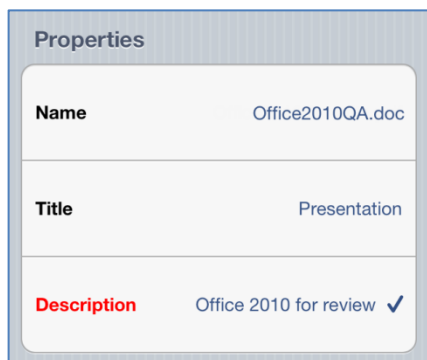 Properties
Name Office2010QA.doc
Title Presentation
Description Office 2010 for review